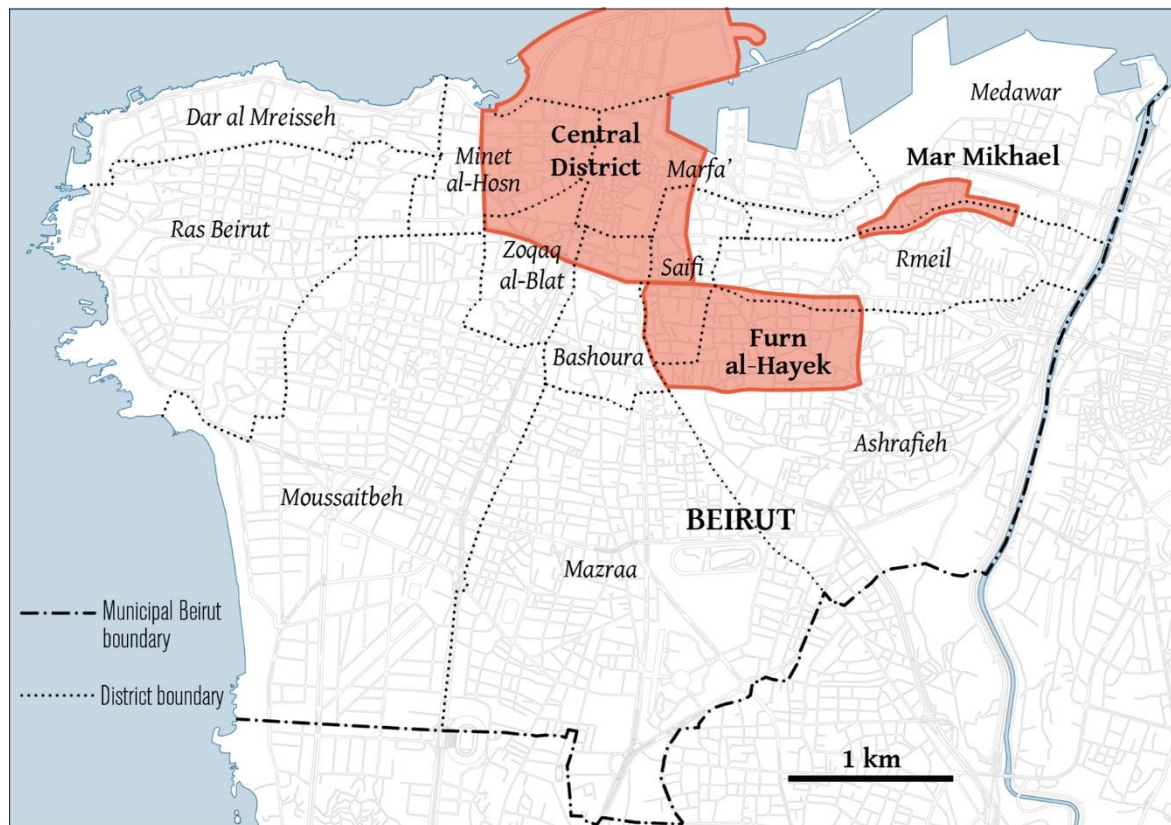 Medawar
Dar al Mreisseh
Central
District
Minet
al-Hosn
Marfa’
Mar Mikhael
Ras Beirut
Zoqaq
al-Blat
Saifi
Rmeil
Bashoura
Furn
al-Hayek
Ashrafieh
Moussaitbeh
BEIRUT
Mazraa
Municipal Beirut
boundary
District boundary
1 km